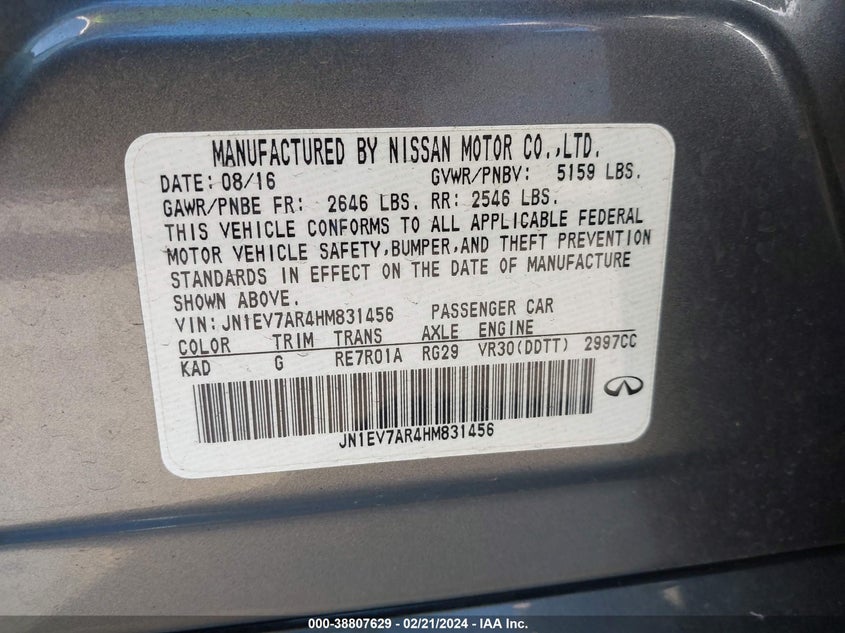 MANUFACTURED BY NISSAN MOTOR CO.,LTD.
DATE: 08/16 GVWR/PNBV: 5159 LBS.
GAWR/PNBE FR: 2646 LBS. RR: 2546 LBS.
THIS VEHICLE CONFORMS TO ALL APPLICABLE FEDERAL
MOTOR VEHICLE SAFETY,BUMPER,AND THEFT PREVENTION
STANDARDS IN EFFECT ON THE DATE OF MANUFACTURE
SHOWN ABOVE.
VIN:JN1EV7AR4HM831456 PASSENGER CAR
COLOR TRIM TRANS AXLE ENGINE
KAD G RE7R01A RG29 VR30(DDTT) 2997CC
JN1EV7AR4HM831456
000-38807629 - 02/21/2024 - IAA Inc.